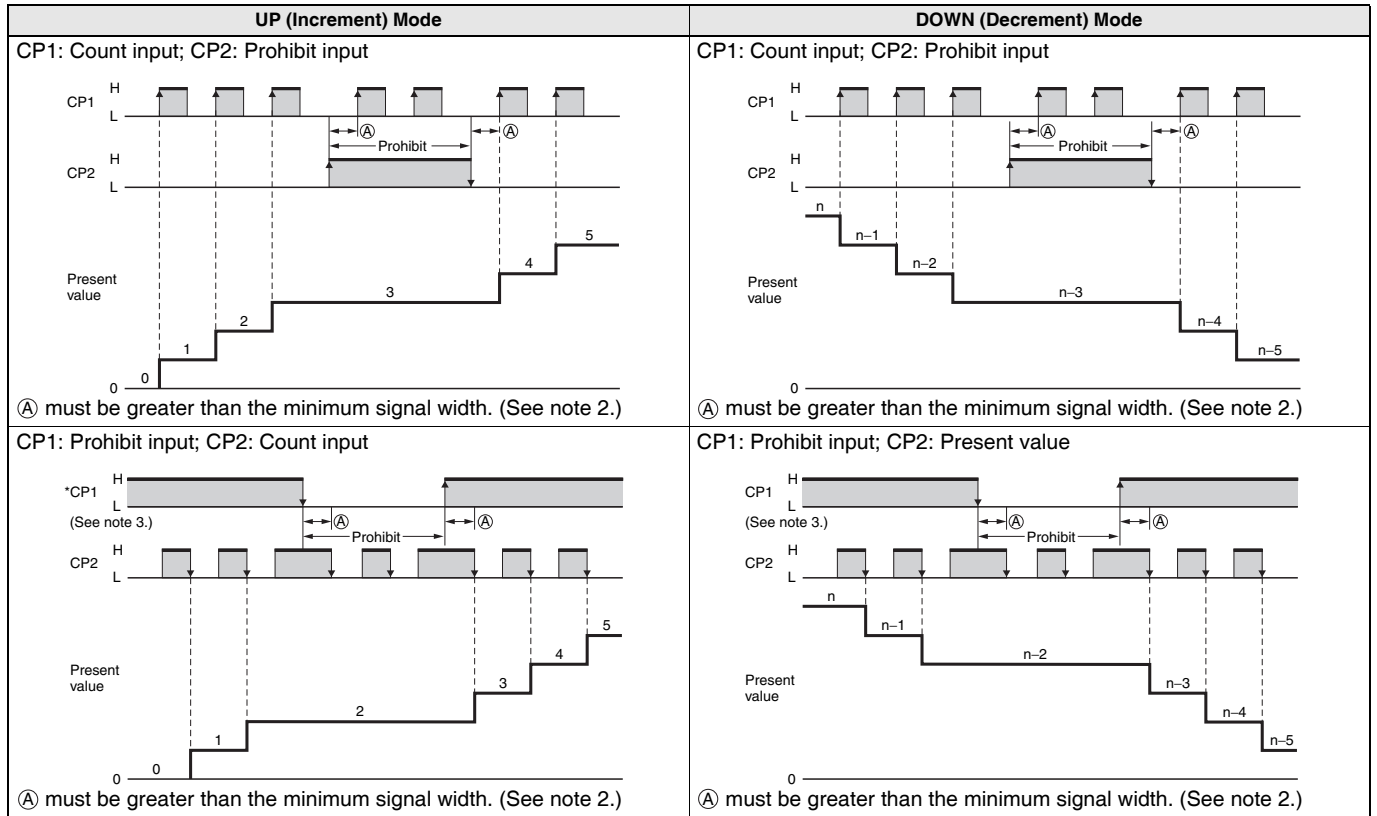 UP (Increment) Mode
DOWN (Decrement) Mode
CP1: Count input; CP2: Prohibit input
H
CP1
L
Ⓐ
Ⓐ
Prohibit
H
CP2
L
5
4
Present
value
3
2
1
0
0
Ⓐ must be greater than the minimum signal width. (See note 2.)
CP1: Count input; CP2: Prohibit input
H
CP1
L
Ⓐ
Ⓐ
Prohibit
H
CP2
L
n
n–1
n–2
Present
value
n–3
n–4
n–5
0
Ⓐ must be greater than the minimum signal width. (See note 2.)
CP1: Prohibit input; CP2: Count input
H
*CP1
L
(See note 3.)
Ⓐ
Ⓐ
Prohibit
H
CP2
L
5
4
Present
value
3
2
1
0
0
Ⓐ must be greater than the minimum signal width. (See note 2.)
CP1: Prohibit input; CP2: Present value
H
CP1
L
(See note 3.)
Ⓐ
Ⓐ
Prohibit
H
CP2
L
n
n–1
n–2
Present
value
n–3
n–4
n–5
0
Ⓐ must be greater than the minimum signal width. (See note 2.)